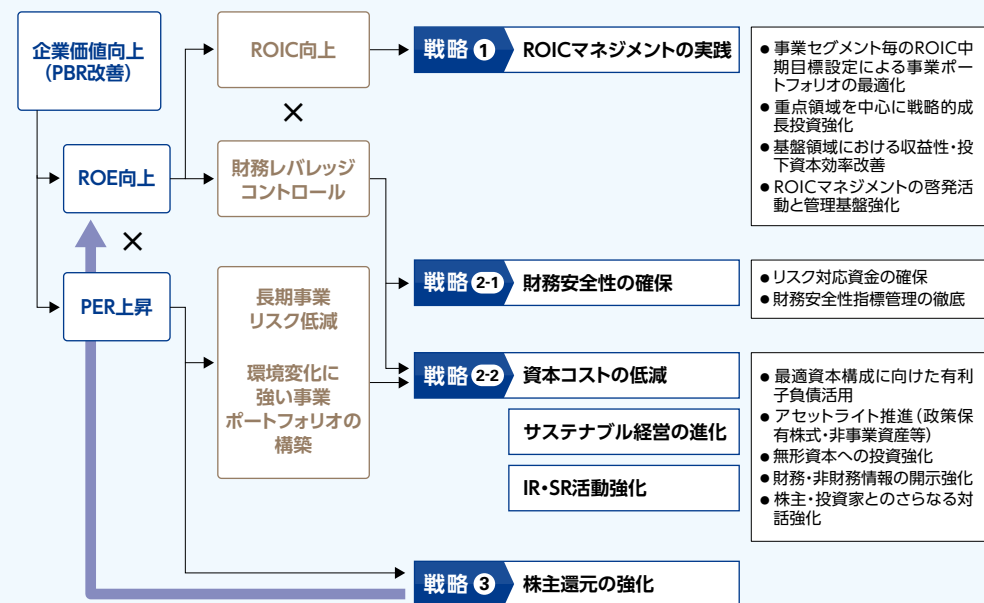 企業価値向上
(PBR改善)
ROE向上
×
PER上昇
ROIC向上
×
財務レバレッジ
コントロール
長期事業
リスク低減
環境変化に
強い事業
ポートフォリオの
構築
戦略 1 ROICマネジメントの実践
● 事業セグメント毎のROIC中
期目標設定による事業ポー
トフォリオの最適化
● 重点領域を中心に戦略的成
長投資強化
● 基盤領域における収益性・投
下資本効率改善
● ROICマネジメントの啓発活
動と管理基盤強化
戦略 2-1 財務安全性の確保
● リスク対応資金の確保
● 財務安全性指標管理の徹底
戦略 2-2 資本コストの低減
サステナブル経営の進化
IR・SR活動強化
● 最適資本構成に向けた有利
子負債活用
● アセットライト推進（政策保
有株式・非事業資産等）
● 無形資本への投資強化
● 財務・非財務情報の開示強化
● 株主・投資家とのさらなる対
話強化
戦略 3 株主還元の強化